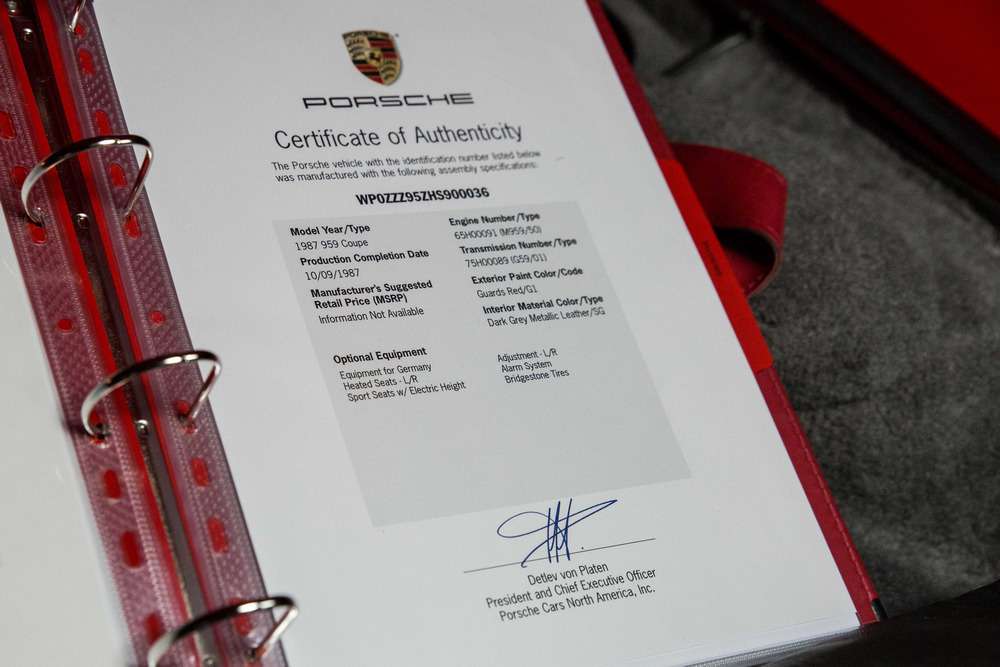 PORSCHE
PORSCHE
Certificate of Authenticity
The Porsche vehicle with the identification number listed below
was manufactured with the following assembly specifications:
WP0ZZZ95ZHS900036
Model Year/Type
1987 959 Coupe
Production Completion Date
10/09/1987
Manufacturer's Suggested
Retail Price (MSRP)
Information Not Available
Engine Number/Type
65H00091 (M959/50)
Transmission Number/Type
75H00089 (G59/01)
Exterior Paint Color/Code
Guards Red/G1
Interior Material Color/Type
Dark Grey Metallic Leather/SG
Optional Equipment
Equipment for Germany
Heated Seats - L/R
Sport Seats w/ Electric Height
Adjustment - L/R
Alarm System
Bridgestone Tires
Detlev von Platen
President and Chief Executive Officer
Porsche Cars North America, Inc.